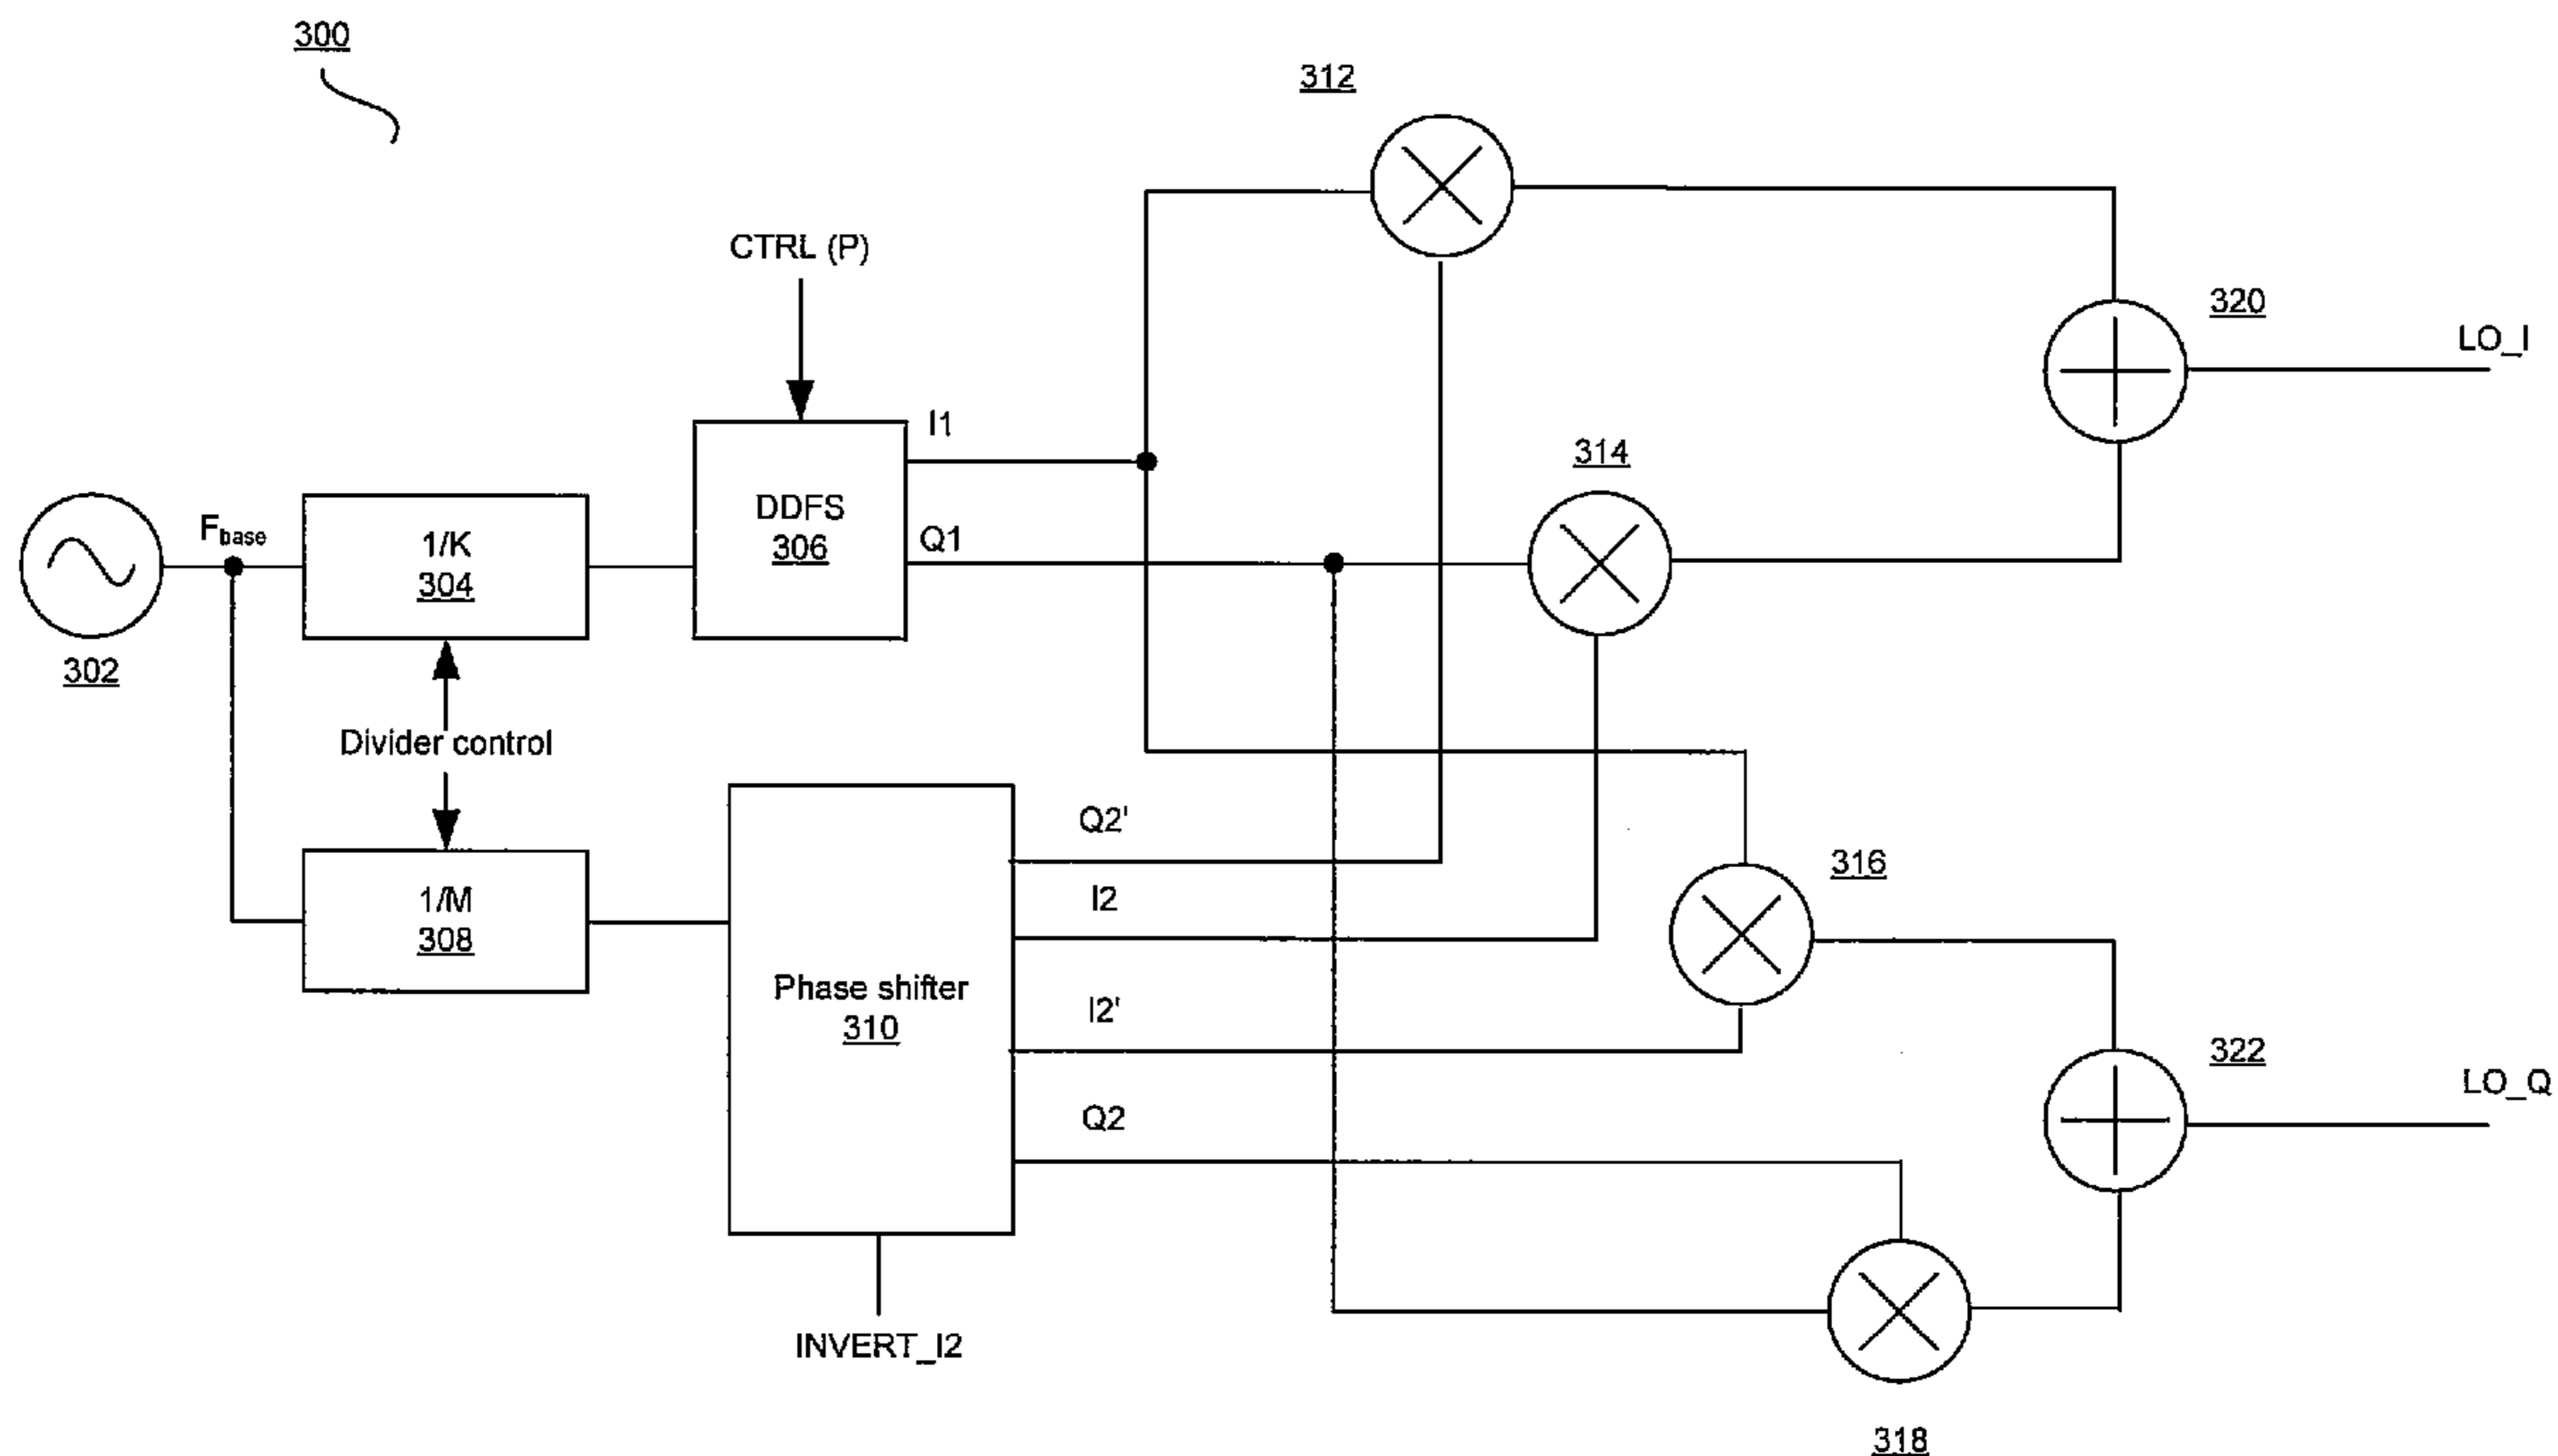 300
312
CTRL (P)
320
LO_I
I1
314
DDFS
306
Q1
Fbase
1/K
304
302
Divider control
Q2'
316
I2
1/M
308
Phase shifter
310
I2'
322
LO_Q
Q2
INVERT_I2
318